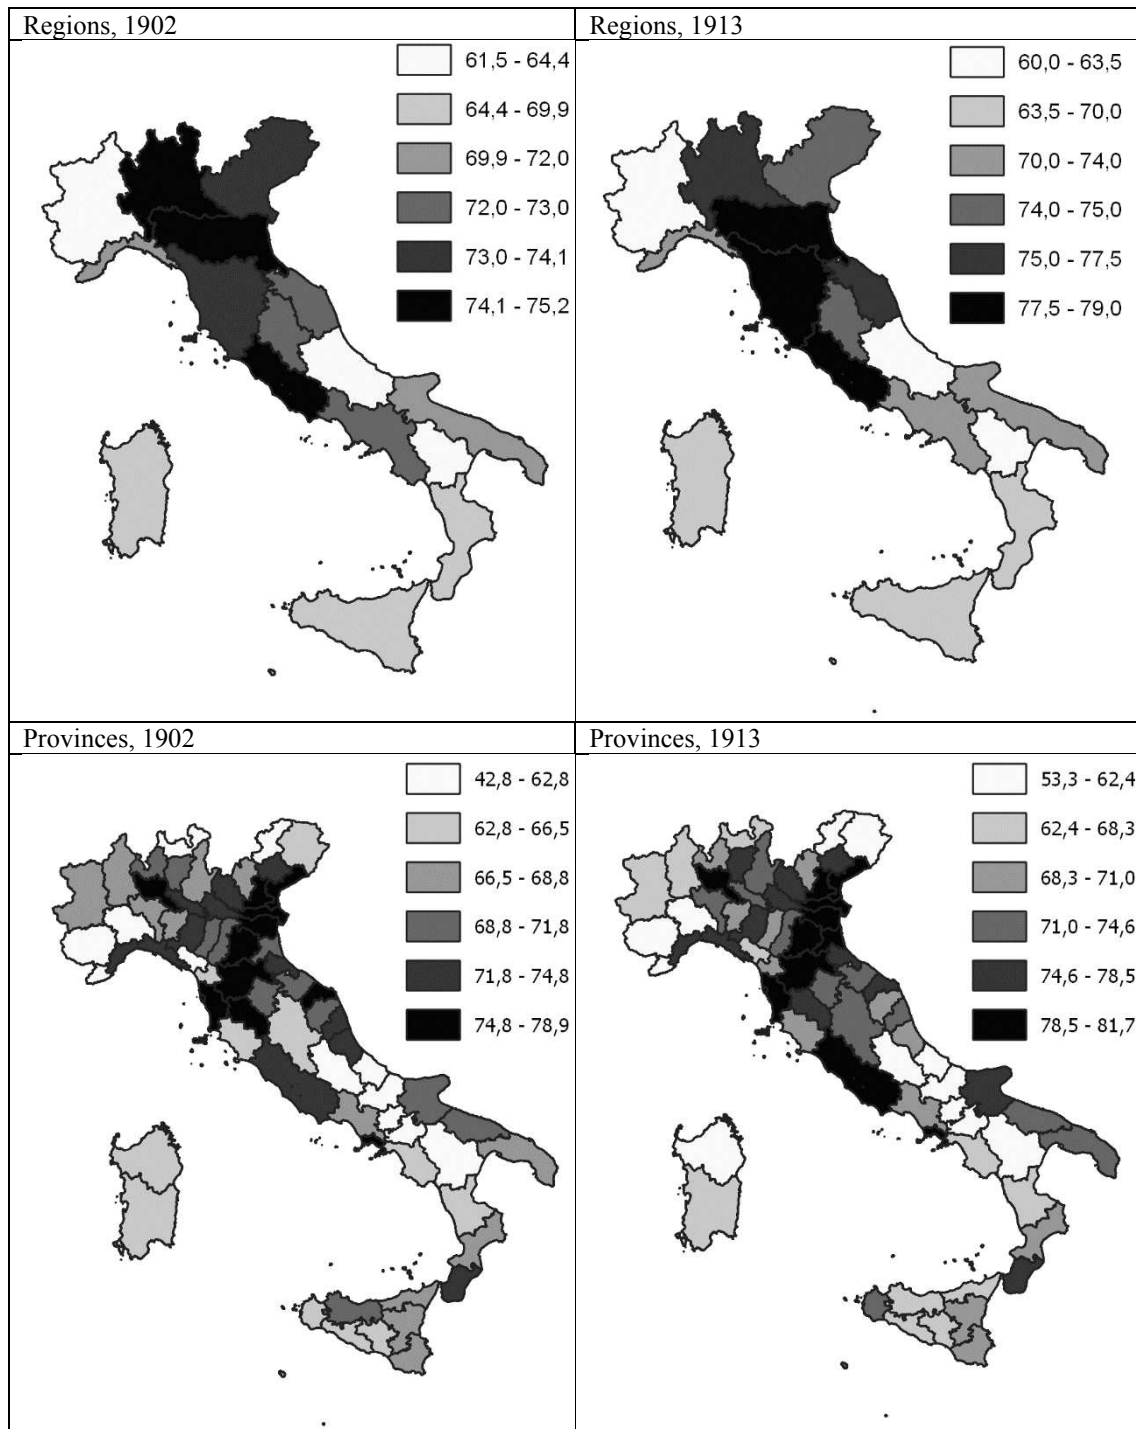 Regions, 1902
61,5 - 64,4
64,4 - 69,9
69,9 - 72,0
72,0 - 73,0
73,0 - 74,1
74,1 - 75,2
Regions, 1913
60,0 - 63,5
63,5 - 70,0
70,0 - 74,0
74,0 - 75,0
75,0 - 77,5
77,5 - 79,0
Provinces, 1902
42,8 - 62,8
62,8 - 66,5
66,5 - 68,8
68,8 - 71,8
71,8 - 74,8
74,8 - 78,9
Provinces, 1913
53,3 - 62,4
62,4 - 68,3
68,3 - 71,0
71,0 - 74,6
74,6 - 78,5
78,5 - 81,7